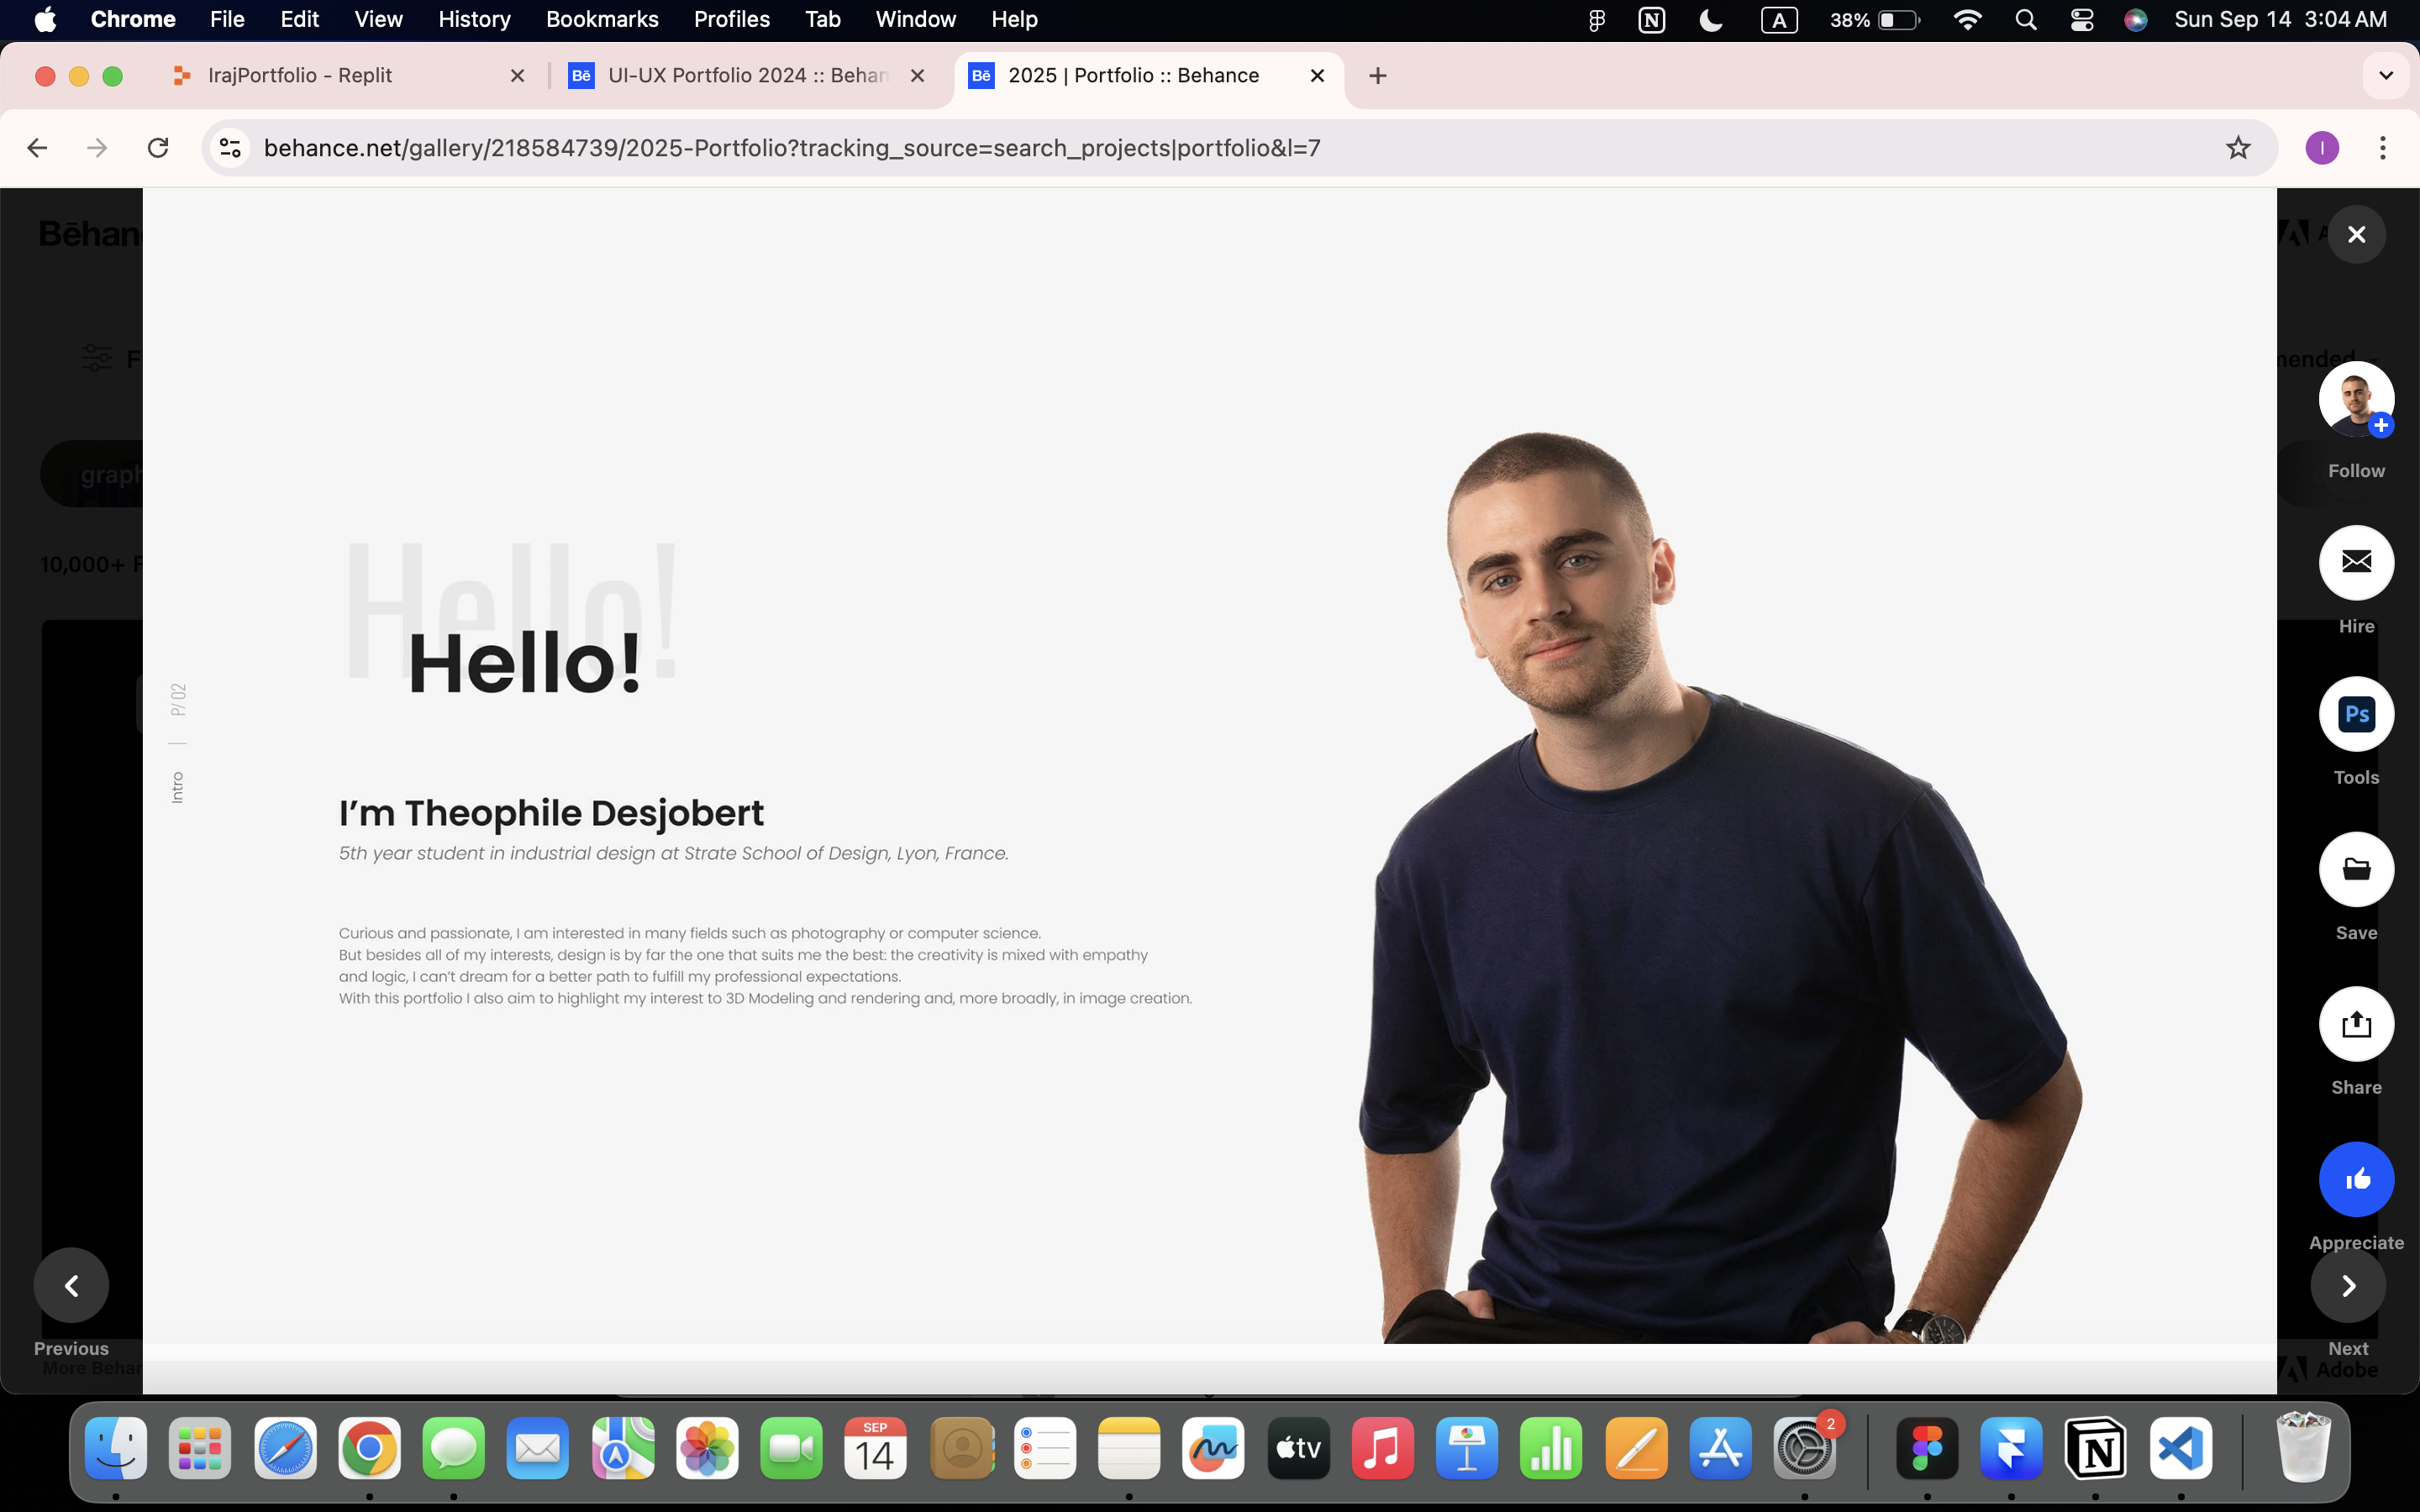 Chrome File Edit View History Bookmarks Profiles Tab Window Help A 38% Sun Sep 14 3:04 AM
IrajPortfolio - Replit
Bē UI-UX Portfolio 2024 :: Behan
Bē 2025 | Portfolio :: Behance
behance.net/gallery/218584739/2025-Portfolio?tracking_source=search_projects|portfolio&l=7
I
Bēhan
F
nended
graph
10,000+ F
Follow
Hire
Ps
Tools
Save
Share
Appreciate
Hello!
Hello!
P/ 02
Intro
I'm Theophile Desjobert
5th year student in industrial design at Strate School of Design, Lyon, France.
Curious and passionate, I am interested in many fields such as photography or computer science.
But besides all of my interests, design is by far the one that suits me the best: the creativity is mixed with empathy
and logic, I can't dream for a better path to fulfill my professional expectations.
With this portfolio I also aim to highlight my interest to 3D Modeling and rendering and, more broadly, in image creation.
Previous
Next
More Behan
Adobe
SEP
14
tv
2
N